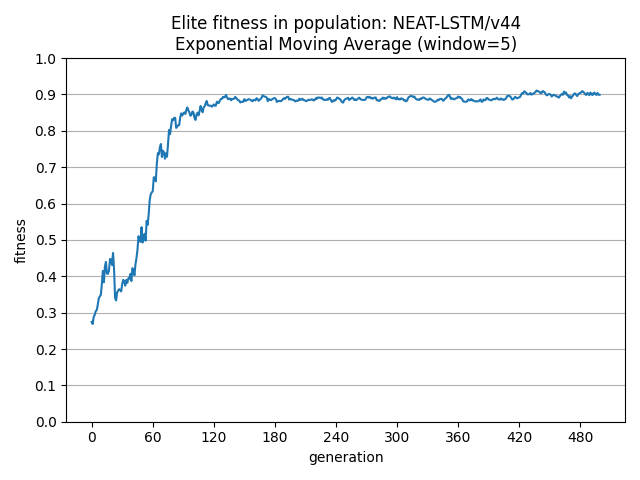 Elite fitness in population: NEAT-LSTM/v44
Exponential Moving Average (window=5)
1.0
0.9
0.8
0.7
0.6
0.5
0.4
0.3
0.2
0.1
0.0
fitness
0 60 120 180 240 300 360 420 480
generation